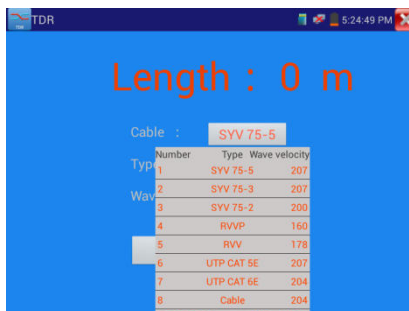 TDR 5:24:49 PM
Length : 0 m
Cable : SYV 75-5
Type
Wav
Number Type Wave velocity
1 SYV 75-5 207
2 SYV 75-3 207
3 SYV 75-2 200
4 RVVP 160
5 RVV 178
6 UTP CAT 5E 207
7 UTP CAT 6E 204
8 Cable 204